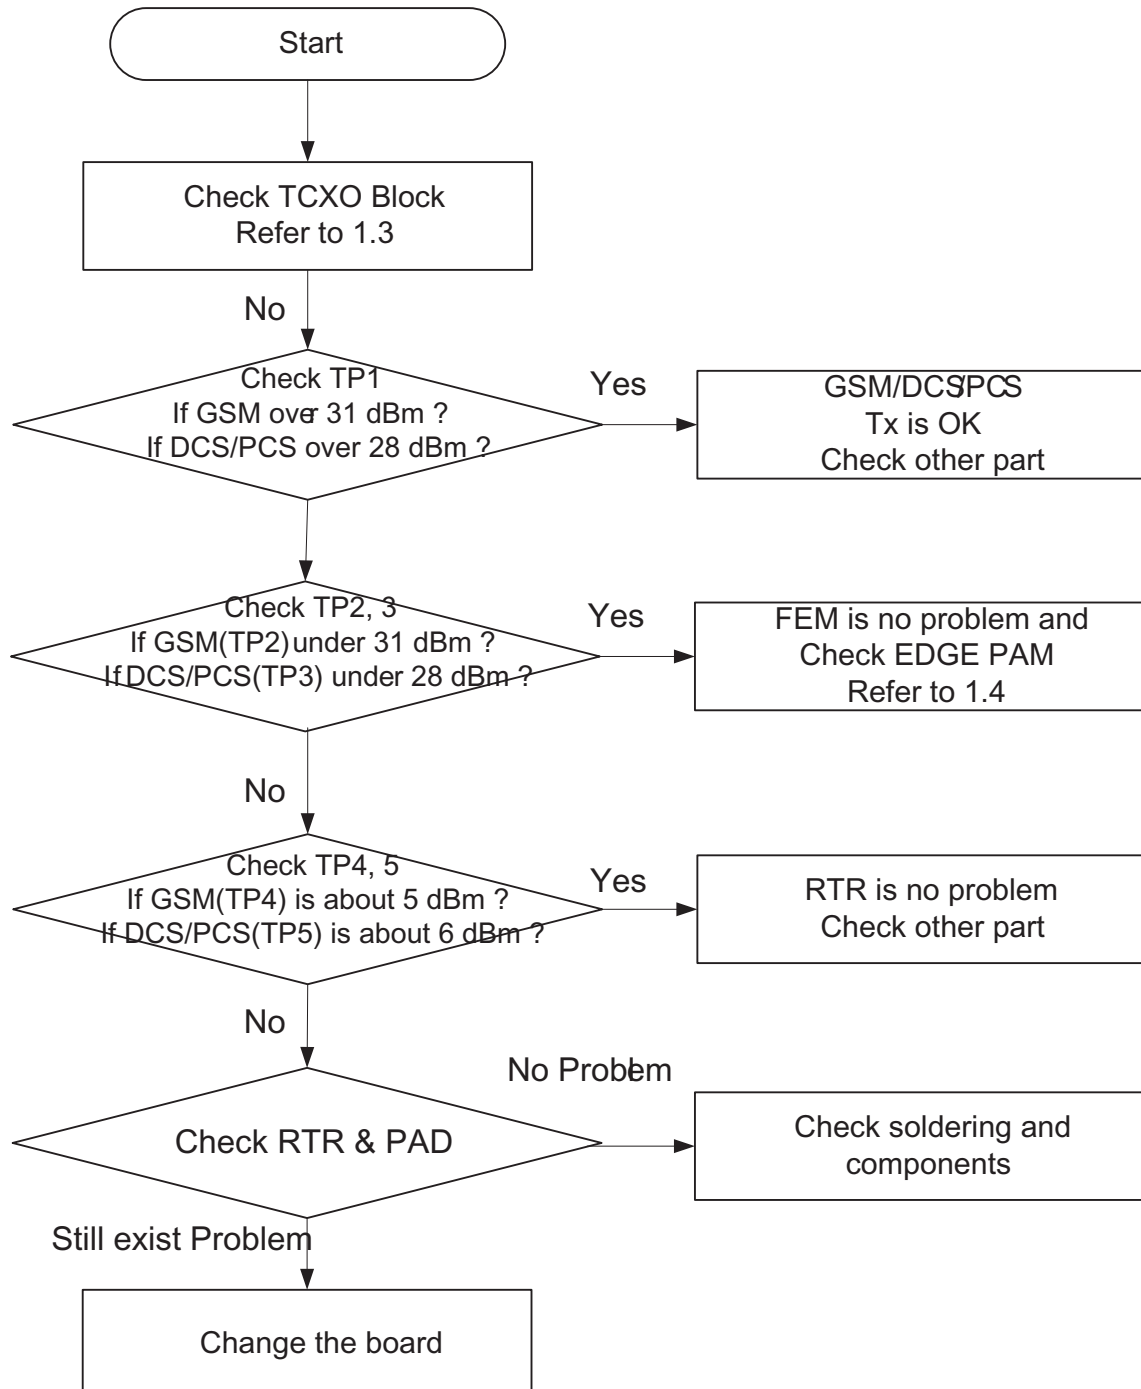 Start
Check TCXO Block
Refer to 1.3
No
Check TP1
If GSM over 31 dBm ?
If DCS/PCS over 28 dBm ?
Yes
GSM/DCS/PCS
Tx is OK
Check other part
Check TP2, 3
If GSM(TP2) under 31 dBm ?
If DCS/PCS(TP3) under 28 dBm ?
Yes
FEM is no problem and
Check EDGE PAM
Refer to 1.4
No
Check TP4, 5
If GSM(TP4) is about 5 dBm ?
If DCS/PCS(TP5) is about 6 dBm ?
Yes
RTR is no problem
Check other part
No
Check RTR & PAD
No Problem
Check soldering and
components
Still exist Problem
Change the board